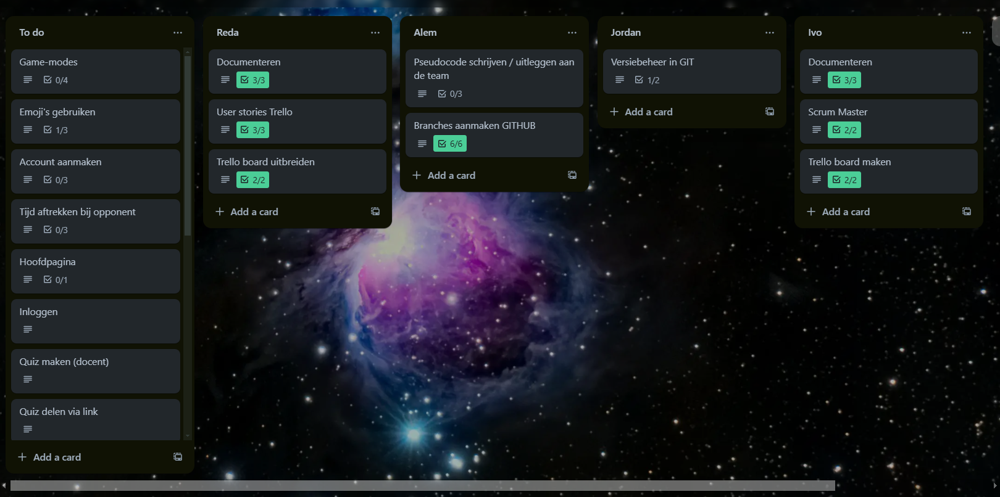 To do
Game-modes
0/4
Emoji's gebruiken
1/3
Account aanmaken
0/3
Tijd aftrekken bij opponent
0/3
Hoofdpagina
0/1
Inloggen
Quiz maken (docent)
Quiz delen via link
Add a card
Reda
Documenteren
3/3
User stories Trello
3/3
Trello board uitbreiden
2/2
Add a card
Alem
Pseudocode schrijven / uitleggen aan
de team
0/3
Branches aanmaken GITHUB
6/6
Add a card
Jordan
Versiebeheer in GIT
1/2
Add a card
Ivo
Documenteren
3/3
Scrum Master
2/2
Trello board maken
2/2
Add a card